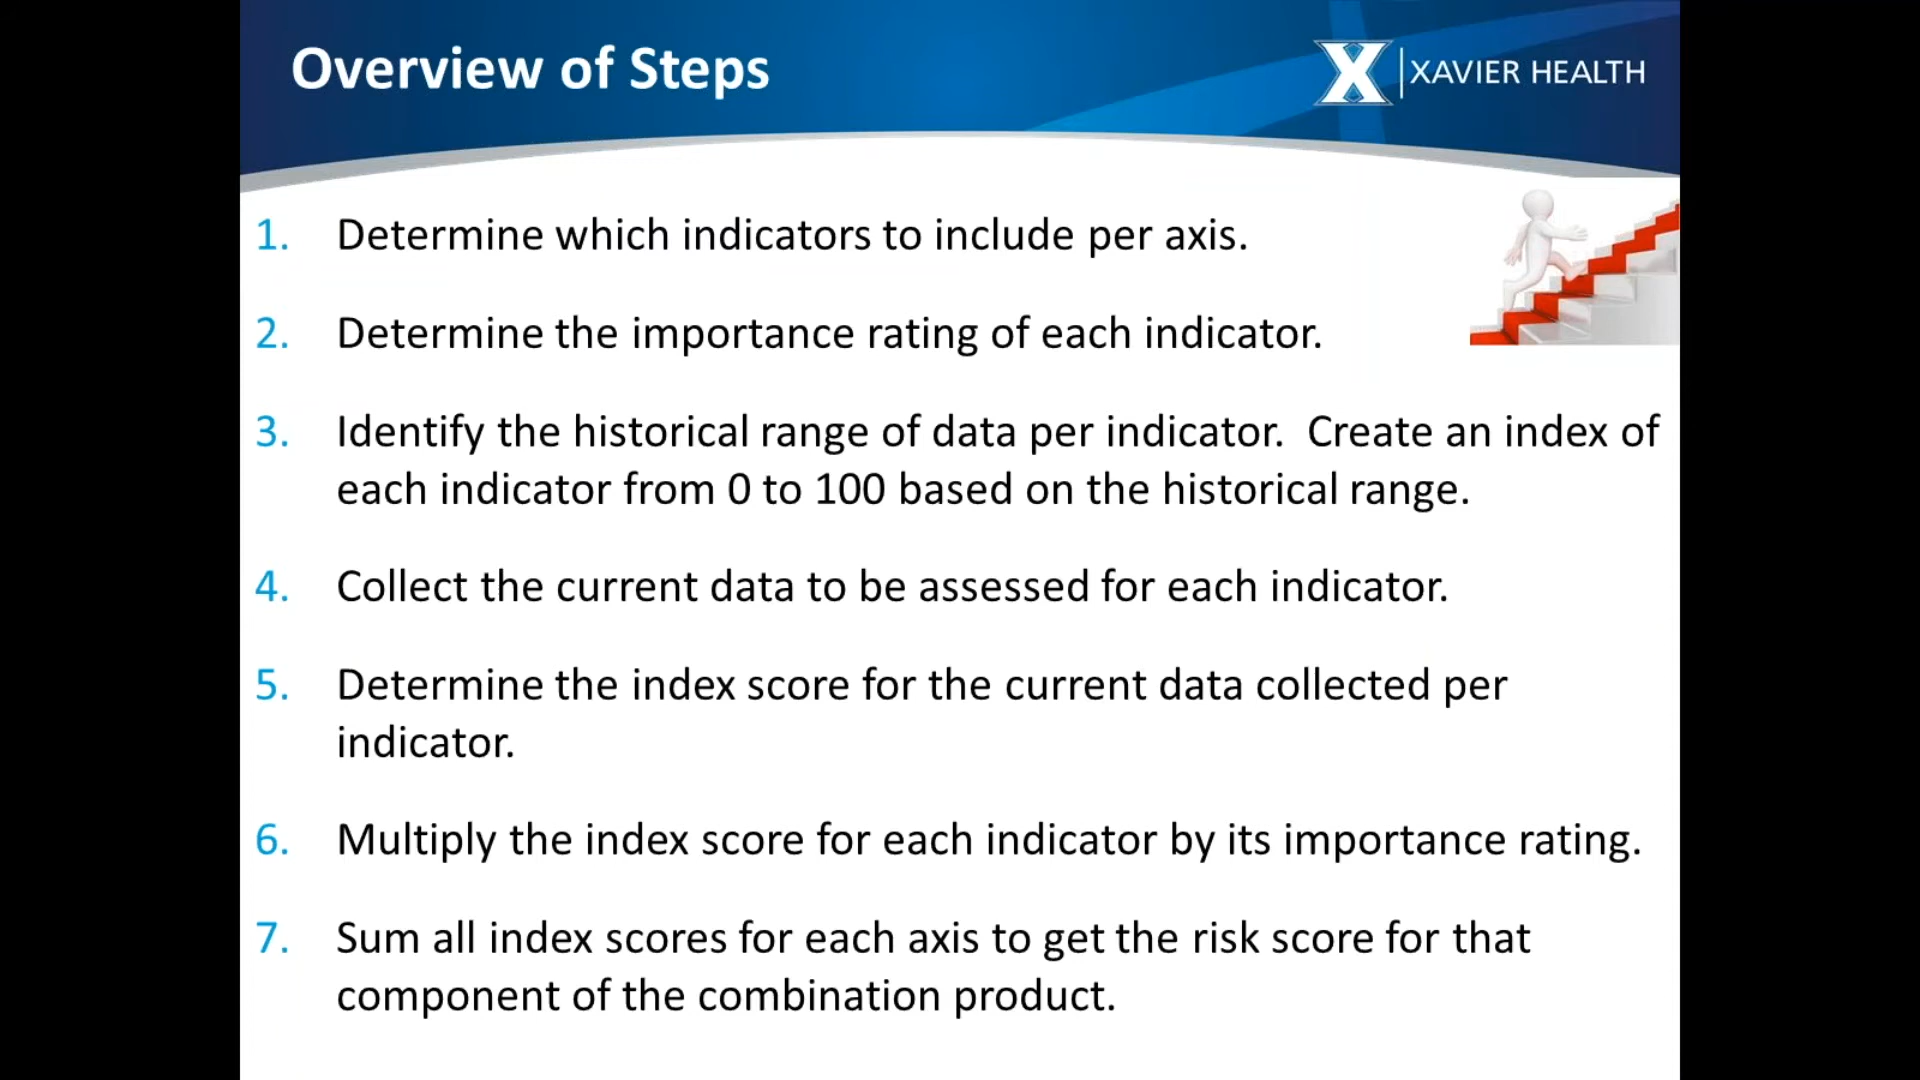 Overview of Steps
X XAVIER HEALTH
1. Determine which indicators to include per axis.
2. Determine the importance rating of each indicator.
3. Identify the historical range of data per indicator. Create an index of
each indicator from 0 to 100 based on the historical range.
4. Collect the current data to be assessed for each indicator.
5. Determine the index score for the current data collected per
indicator.
6. Multiply the index score for each indicator by its importance rating.
7. Sum all index scores for each axis to get the risk score for that
component of the combination product.